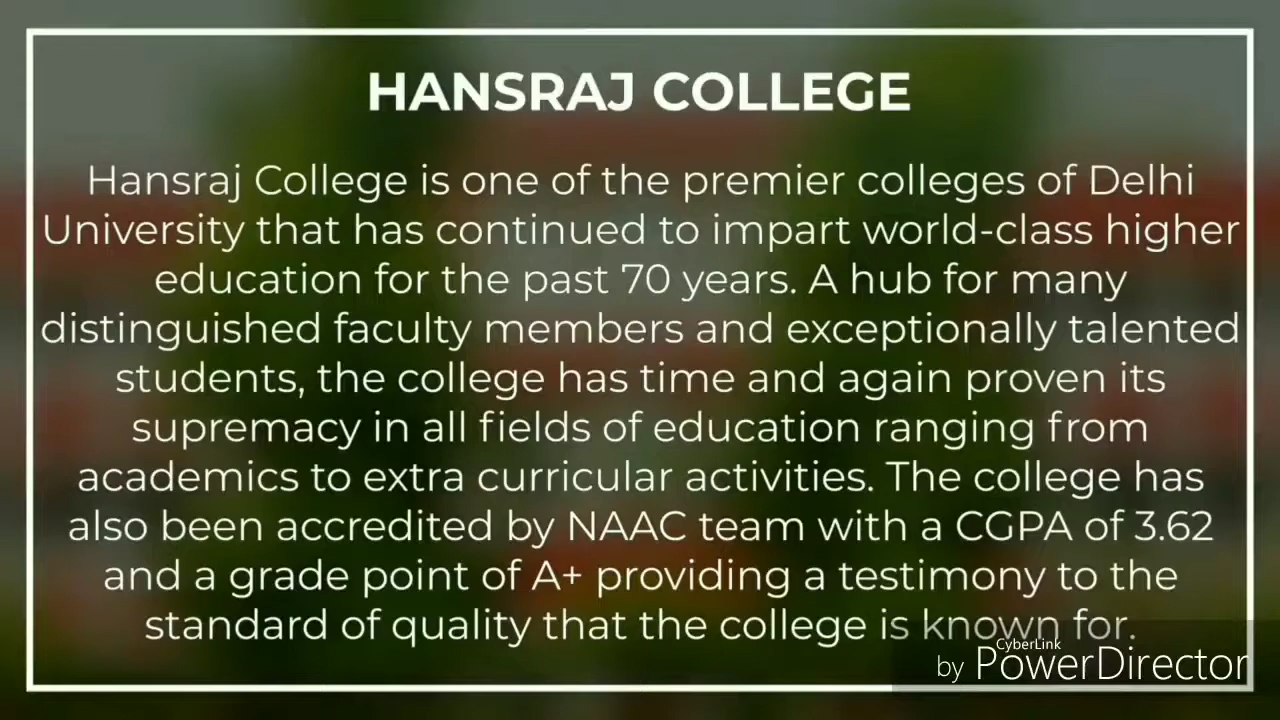 HANSRAJ COLLEGE
Hansraj College is one of the premier colleges of Delhi
University that has continued to impart world-class higher
education for the past 70 years. A hub for many
distinguished faculty members and exceptionally talented
students, the college has time and again proven its
supremacy in all fields of education ranging from
academics to extra curricular activities. The college has
also been accredited by NAAC team with a CGPA of 3.62
and a grade point of A+ providing a testimony to the
standard of quality that the college is known for.
CyberLink
by PowerDirector